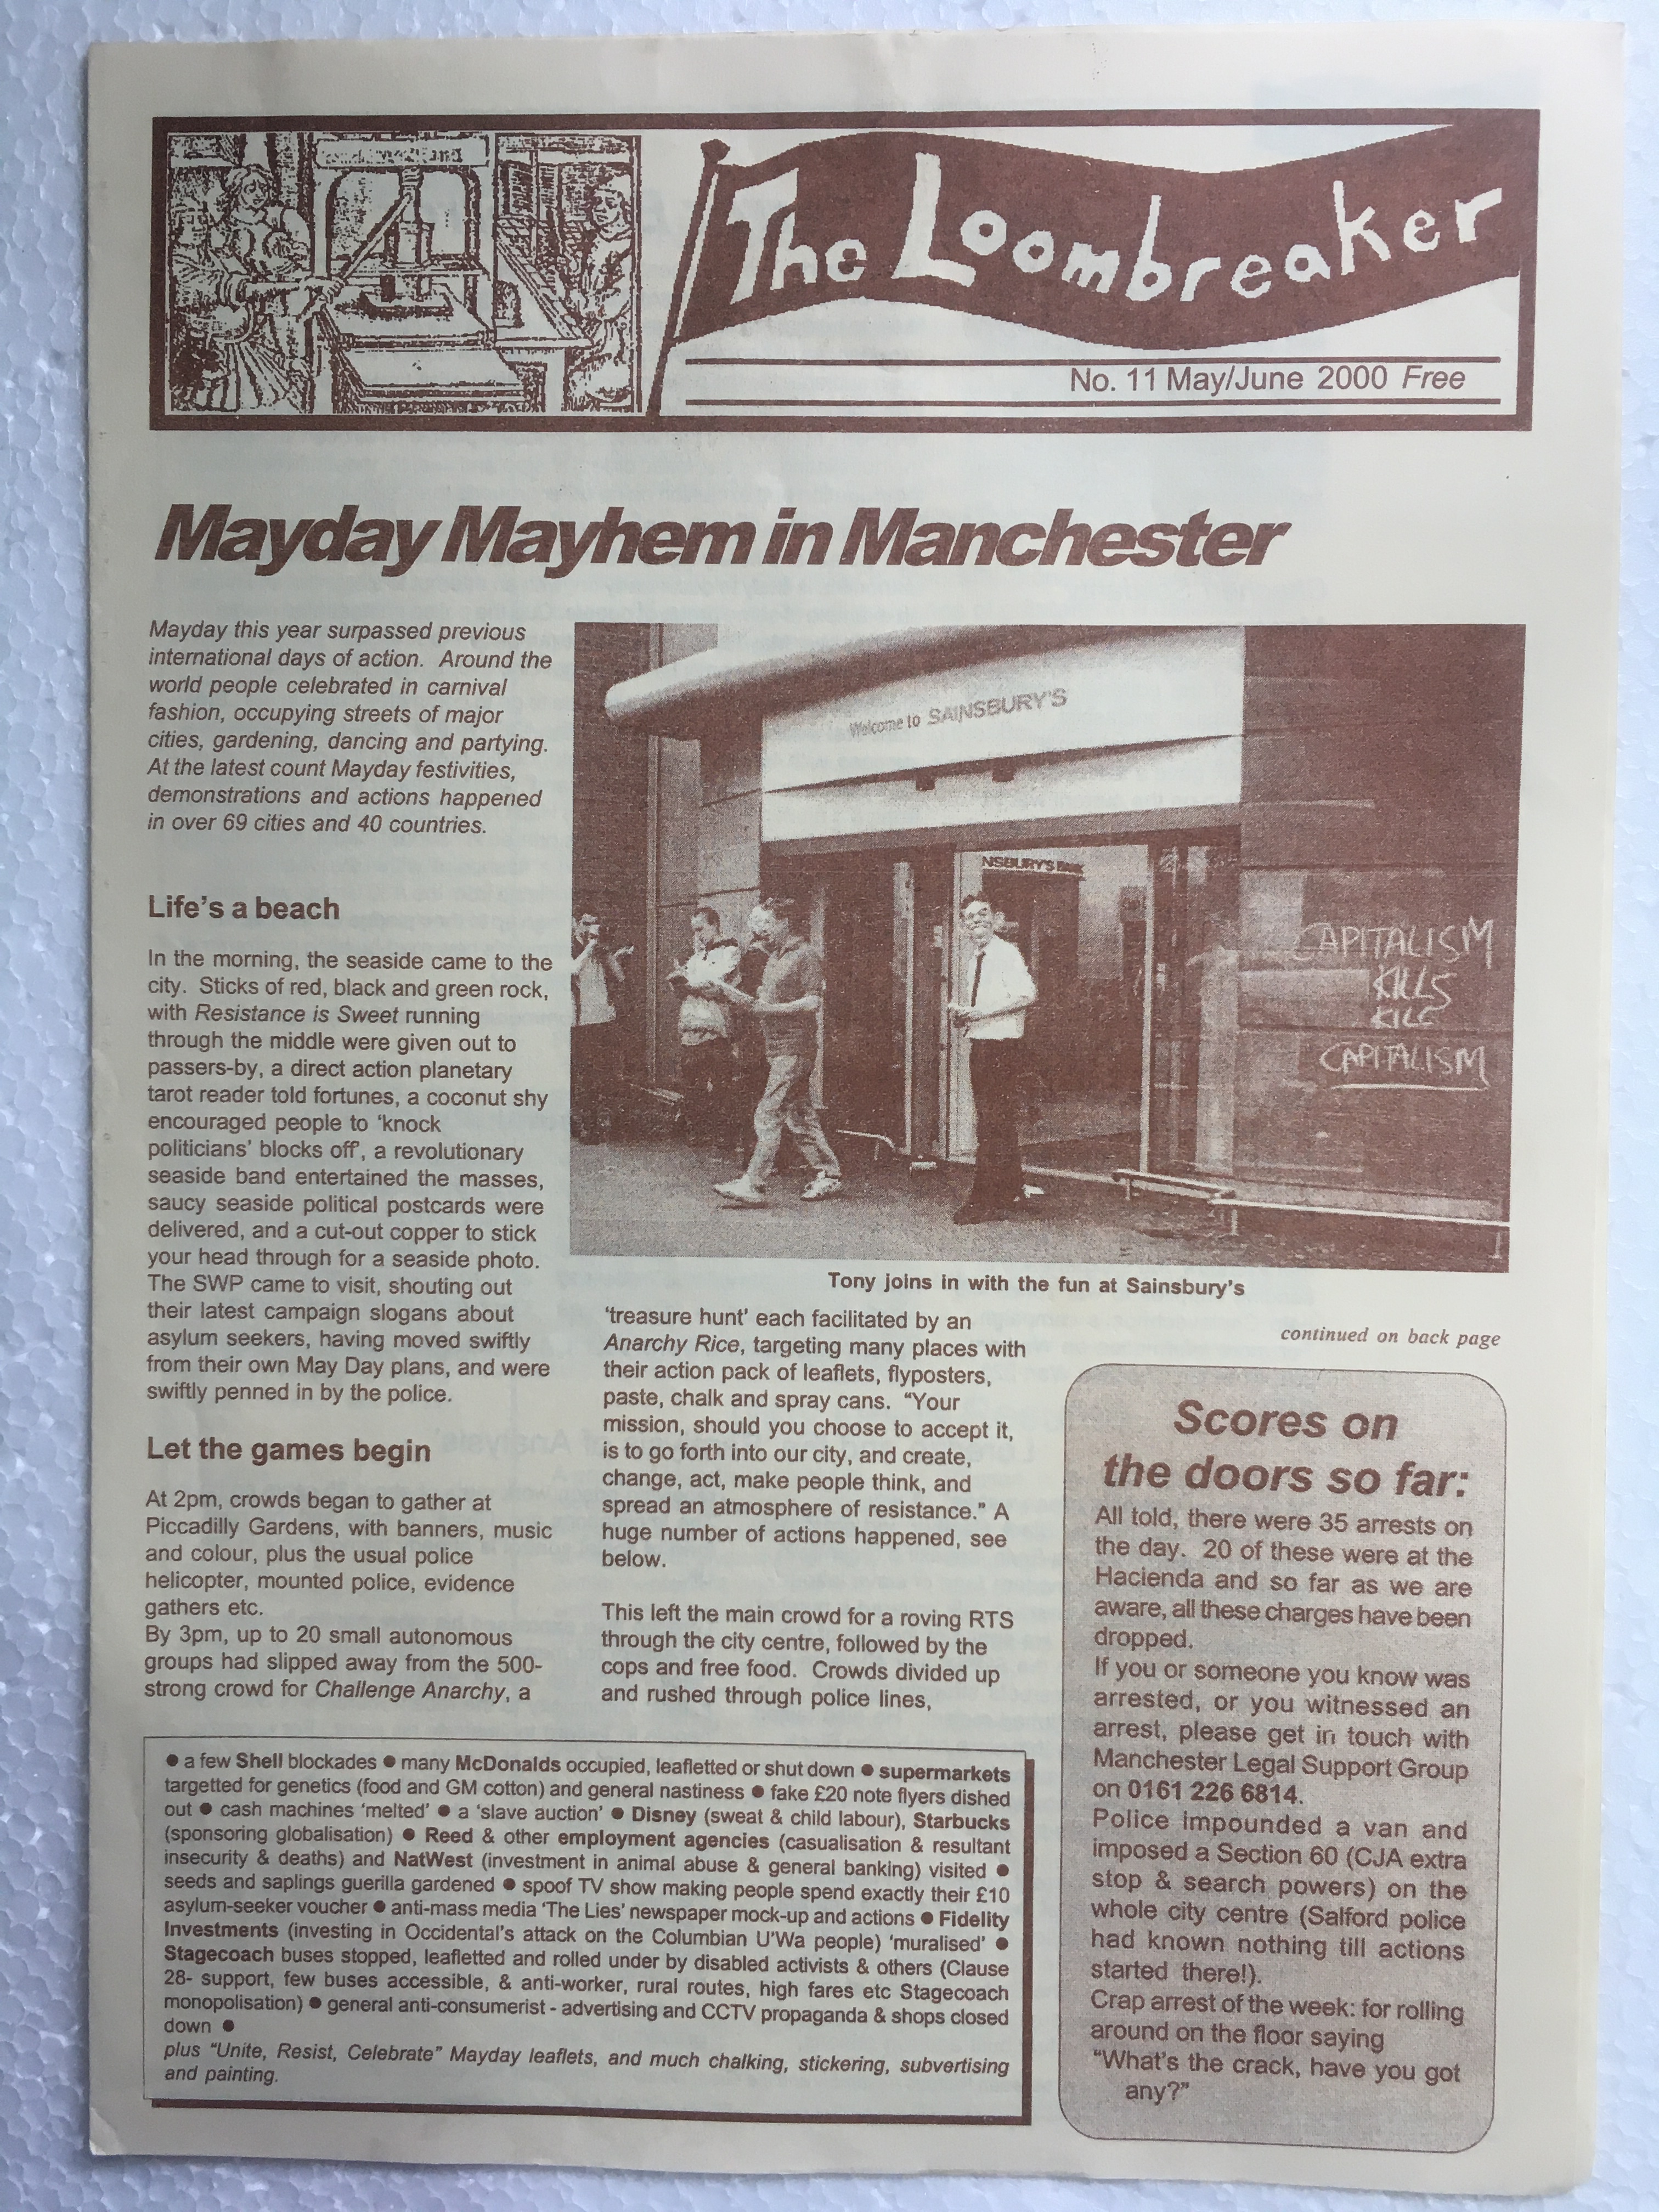 The Loombreaker
No. 11 May/June 2000 Free
Mayday Mayhem in Manchester
Mayday this year surpassed previous
international days of action. Around the
world people celebrated in carnival
fashion, occupying streets of major
cities, gardening, dancing and partying.
At the latest count Mayday festivities,
demonstrations and actions happened
in over 69 cities and 40 countries.
Life's a beach
In the morning, the seaside came to the
city. Sticks of red, black and green rock,
with Resistance is Sweet running
through the middle were given out to
passers-by, a direct action planetary
tarot reader told fortunes, a coconut shy
encouraged people to 'knock
politicians' blocks off', a revolutionary
seaside band entertained the masses,
saucy seaside political postcards were
delivered, and a cut-out copper to stick
your head through for a seaside photo.
The SWP came to visit, shouting out
their latest campaign slogans about
asylum seekers, having moved swiftly
from their own May Day plans, and were
swiftly penned in by the police.
Let the games begin
At 2pm, crowds began to gather at
Piccadilly Gardens, with banners, music
and colour, plus the usual police
helicopter, mounted police, evidence
gathers etc.
By 3pm, up to 20 small autonomous
groups had slipped away from the 500-
strong crowd for Challenge Anarchy, a
Welcome to SAINSBURY'S
NSBURY'S BANK
CAPITALISM
KILLS
KILL
CAPITALISM
Tony joins in with the fun at Sainsbury's
'treasure hunt' each facilitated by an
Anarchy Rice, targeting many places with
their action pack of leaflets, flyposters,
paste, chalk and spray cans. "Your
mission, should you choose to accept it,
is to go forth into our city, and create,
change, act, make people think, and
spread an atmosphere of resistance." A
huge number of actions happened, see
below.
This left the main crowd for a roving RTS
through the city centre, followed by the
cops and free food. Crowds divided up
and rushed through police lines,
continued on back page
Scores on
the doors so far:
All told, there were 35 arrests on
the day. 20 of these were at the
Hacienda and so far as we are
aware, all these charges have been
dropped.
If you or someone you know was
arrested, or you witnessed an
arrest, please get in touch with
Manchester Legal Support Group
on 0161 226 6814.
Police impounded a van and
imposed a Section 60 (CJA extra
stop & search powers) on the
whole city centre (Salford police
had known nothing till actions
started there!).
Crap arrest of the week: for rolling
around on the floor saying
"What's the crack, have you got
any?"
● a few Shell blockades ● many McDonalds occupied, leafletted or shut down ● supermarkets
targetted for genetics (food and GM cotton) and general nastiness ● fake £20 note flyers dished
out ● cash machines 'melted' ● a 'slave auction' ● Disney (sweat & child labour), Starbucks
(sponsoring globalisation) ● Reed & other employment agencies (casualisation & resultant
insecurity & deaths) and NatWest (investment in animal abuse & general banking) visited ●
seeds and saplings guerilla gardened ● spoof TV show making people spend exactly their £10
asylum-seeker voucher ● anti-mass media 'The Lies' newspaper mock-up and actions ● Fidelity
Investments (investing in Occidental's attack on the Columbian U'Wa people) 'muralised' ●
Stagecoach buses stopped, leafletted and rolled under by disabled activists & others (Clause
28- support, few buses accessible, & anti-worker, rural routes, high fares etc Stagecoach
monopolisation) ● general anti-consumerist - advertising and CCTV propaganda & shops closed
down ●
plus "Unite, Resist, Celebrate" Mayday leaflets, and much chalking, stickering, subvertising
and painting.